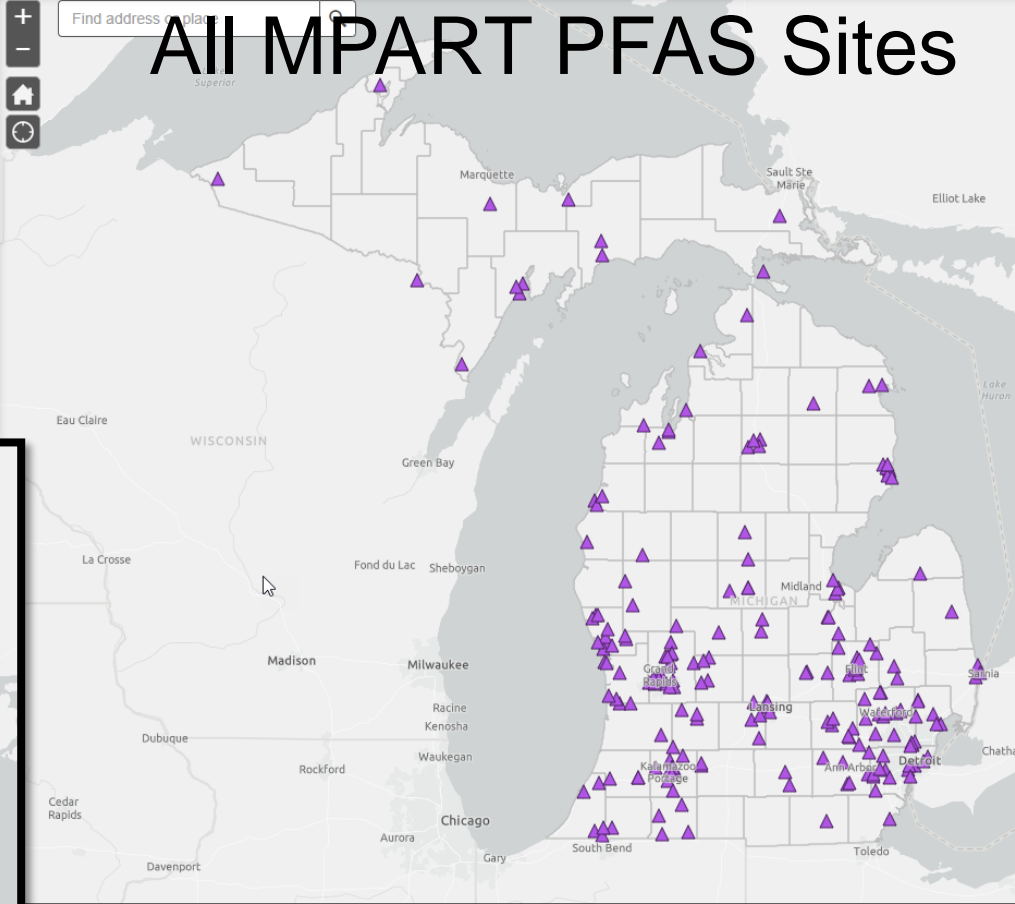 Find address or place
All MPART PFAS Sites
Superior
Marquette
Sault Ste
Marie
Elliot Lake
Lake
Huron
Eau Claire
WISCONSIN
Green Bay
La Crosse
Fond du Lac
Sheboygan
Midland
MICHIGAN
Madison
Milwaukee
Grand
Rapids
Flint
Sarnia
Racine
Kenosha
Lansing
Waterford
Dubuque
Waukegan
Rockford
Kalamazoo
Portage
Ann Arbor
Detroit
Chatha
Cedar
Rapids
Chicago
Aurora
Gary
South Bend
Toledo
Davenport